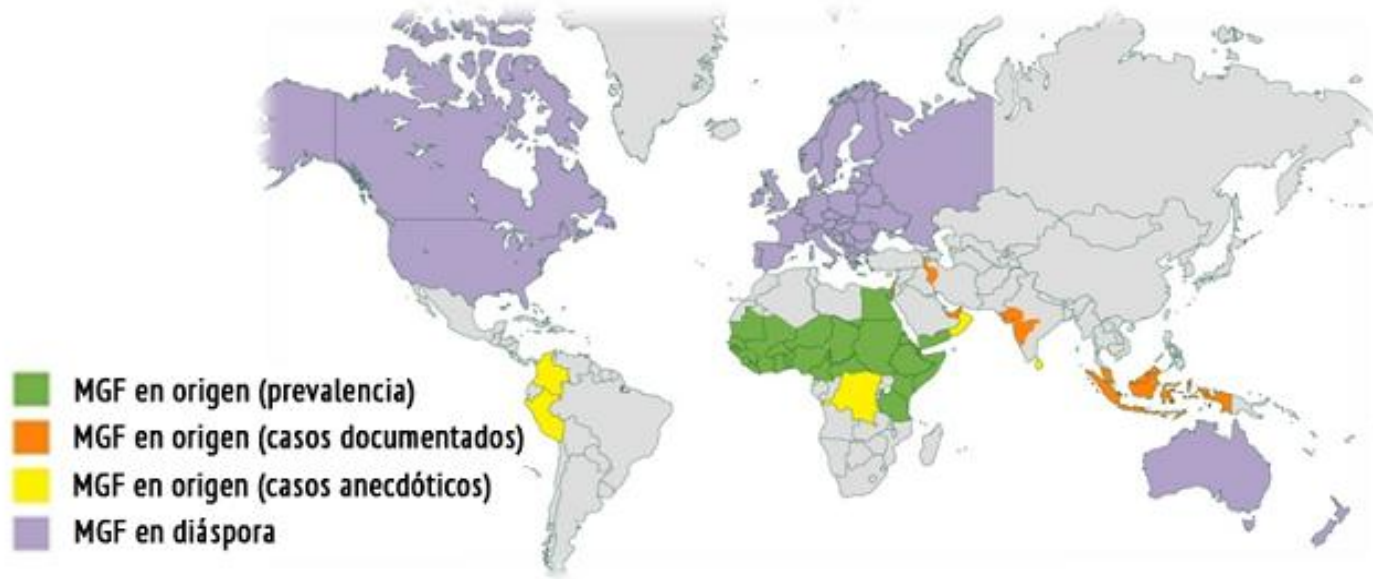 MGF en origen (prevalencia)
MGF en origen (casos documentados)
MGF en origen (casos anecdóticos)
MGF en diáspora